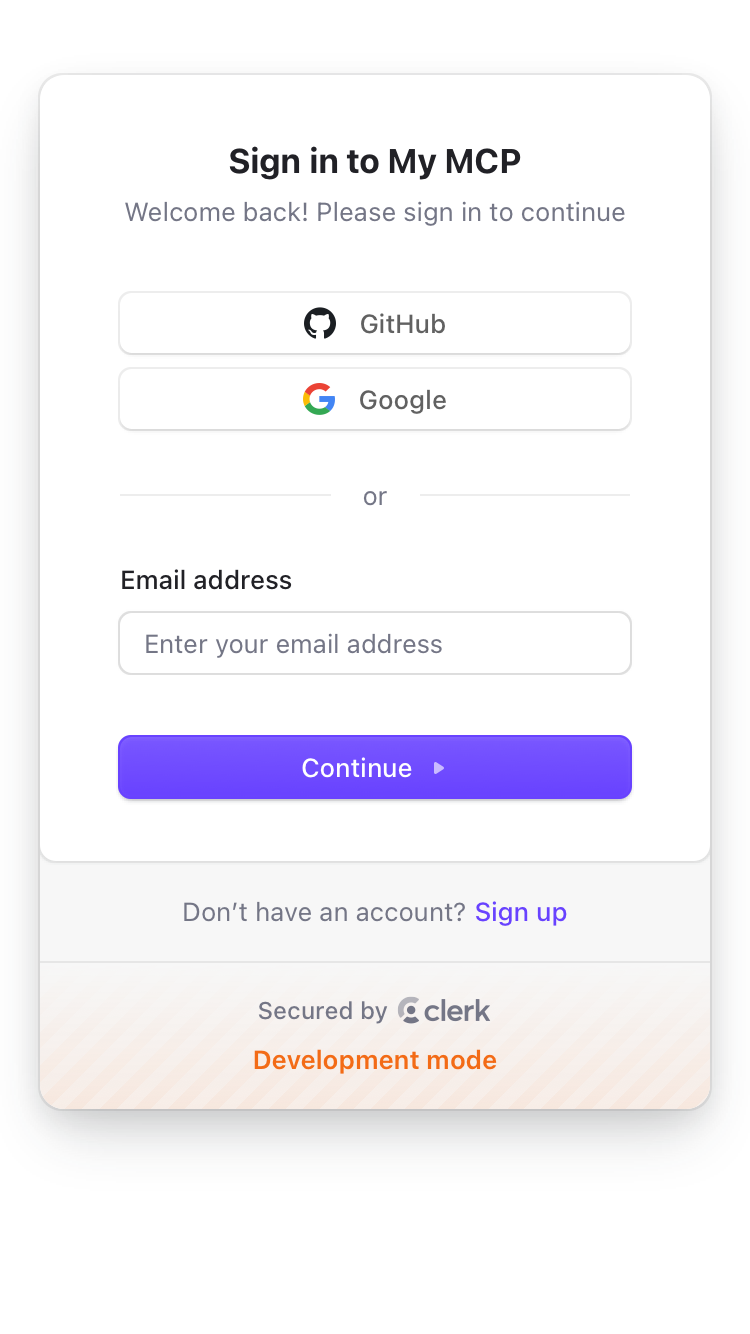 Sign in to My MCP
Welcome back! Please sign in to continue
GitHub
Google
or
Email address
Enter your email address
Continue
Don’t have an account? Sign up
Secured by clerk
Development mode